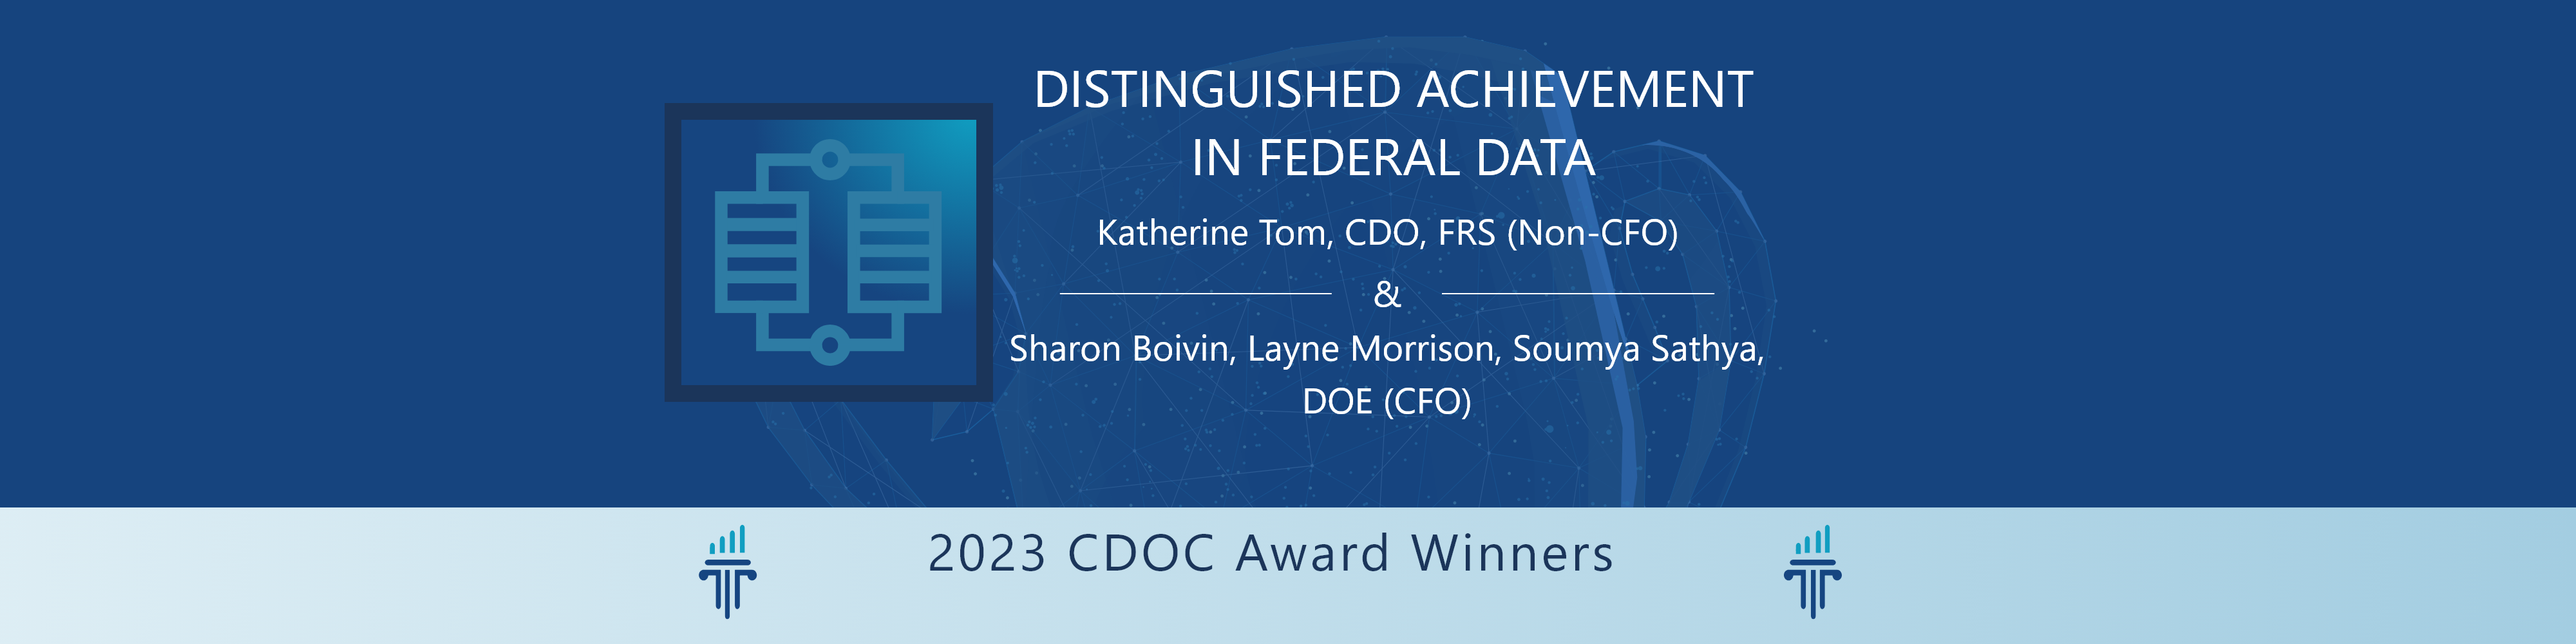 DISTINGUISHED ACHIEVEMENT
IN FEDERAL DATA
Katherine Tom, CDO, FRS (Non-CFO)
&
Sharon Boivin, Layne Morrison, Soumya Sathya,
DOE (CFO)
2023 CDOC Award Winners